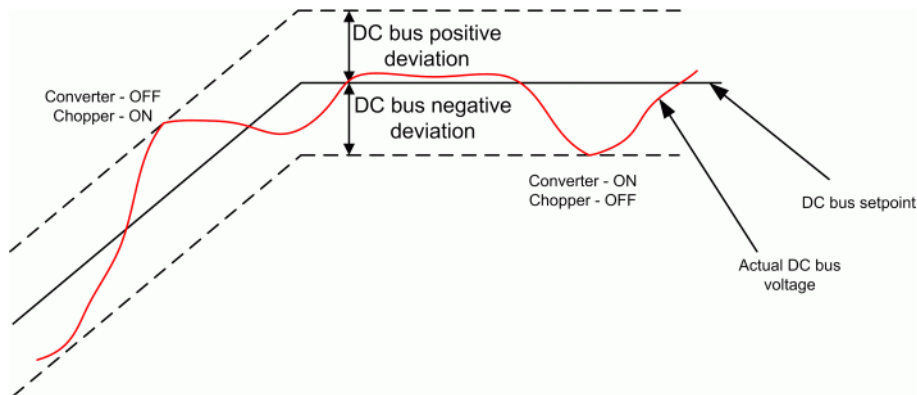 DC bus positive
deviation
Converter - OFF
Chopper - ON
DC bus negative
deviation
Converter - ON
Chopper - OFF
DC bus setpoint
Actual DC bus
voltage